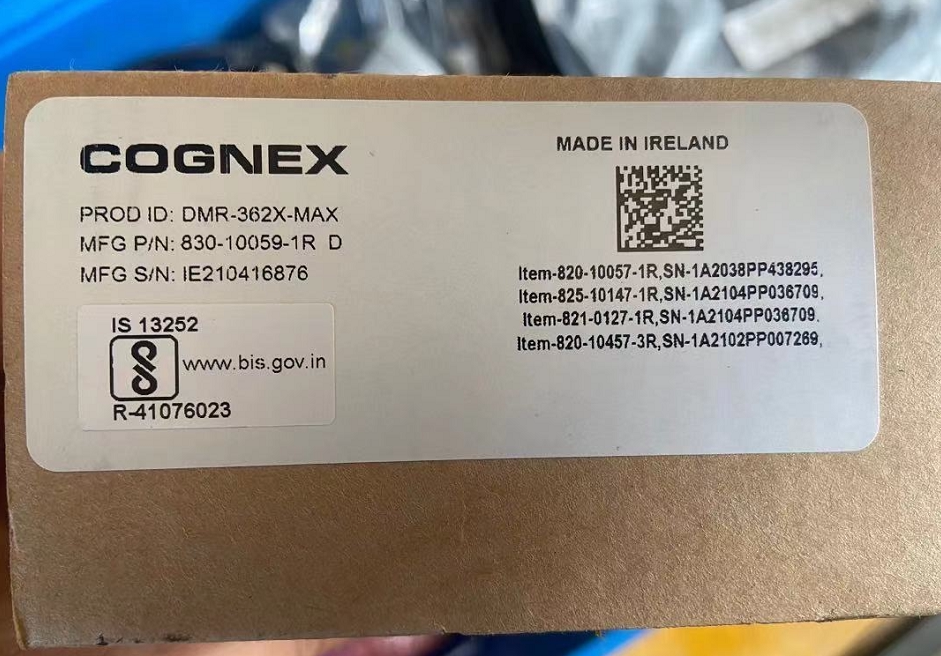 COGNEX
PROD ID: DMR-362X-MAX
MFG P/N: 830-10059-1R D
MFG S/N: IE210416876
IS 13252
www.bis.gov.in
R-41076023
MADE IN IRELAND
Item-820-10057-1R,SN-1A2038PP438295,
Item-825-10147-1R,SN-1A2104PP036709,
Item-821-0127-1R,SN-1A2104PP036709,
Item-820-10457-3R,SN-1A2102PP007269,